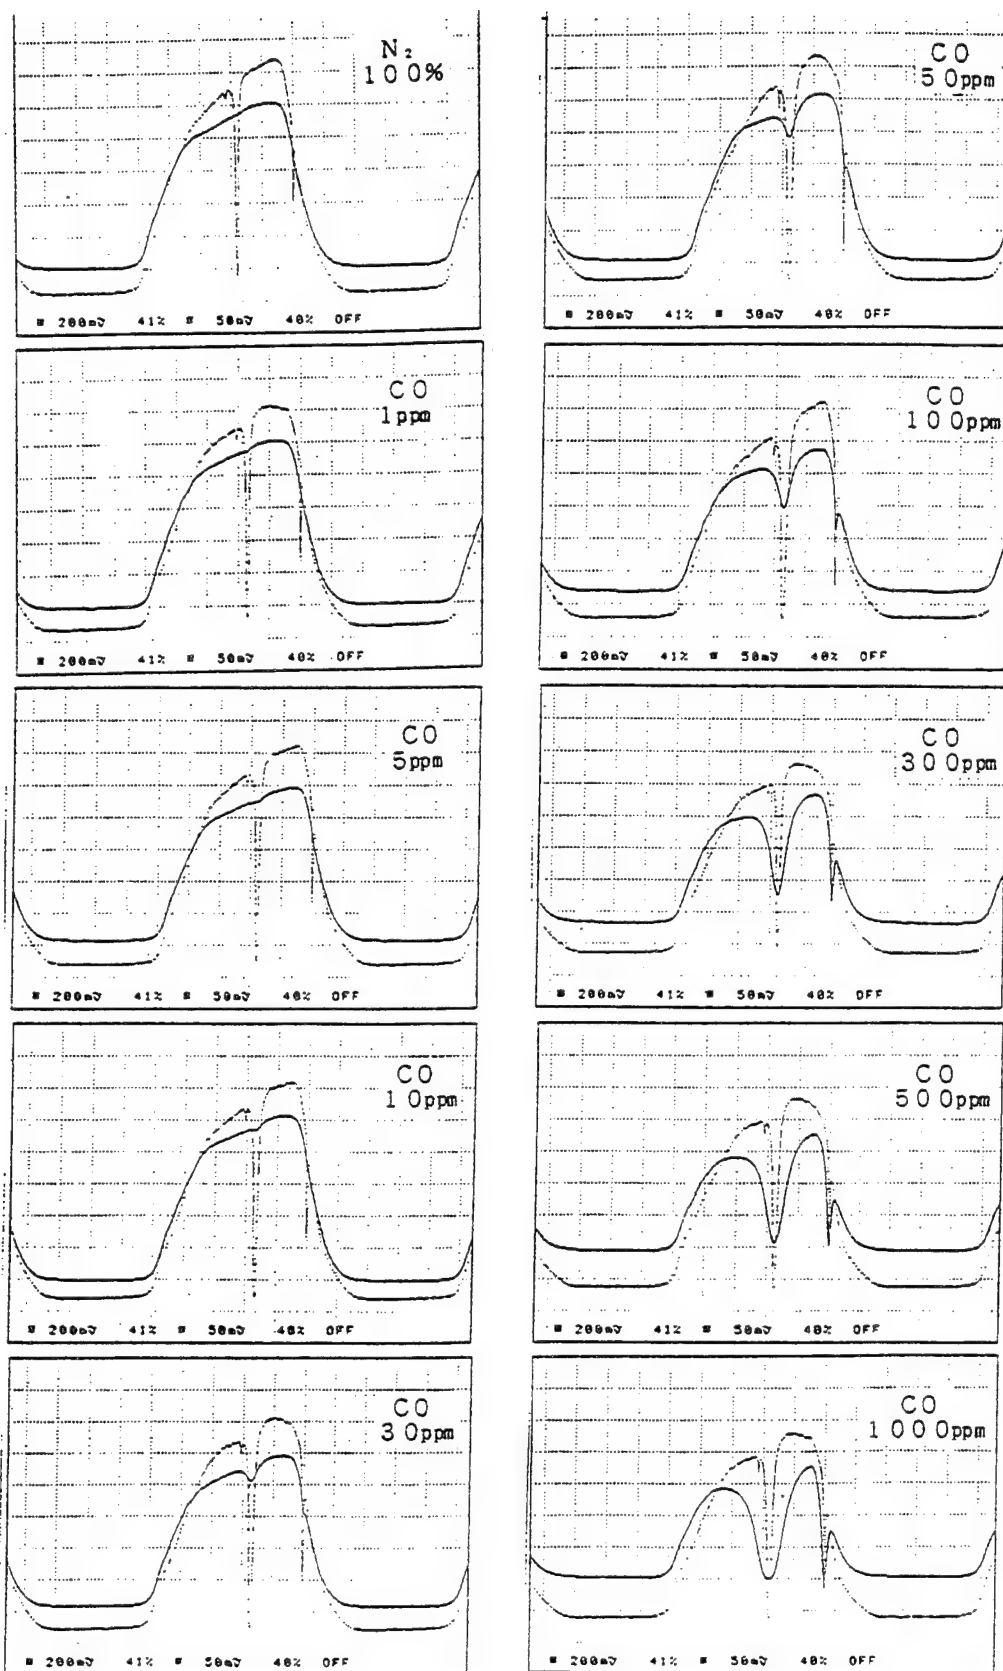 N₂
100%
■ 200mV 41% ■ 50mV 40% OFF
CO
1ppm
■ 200mV 41% ■ 50mV 40% OFF
CO
5ppm
■ 200mV 41% ■ 50mV 40% OFF
CO
10ppm
■ 200mV 41% ■ 50mV 40% OFF
CO
30ppm
■ 200mV 41% ■ 50mV 40% OFF
CO
50ppm
■ 200mV 41% ■ 50mV 40% OFF
CO
100ppm
■ 200mV 41% ■ 50mV 40% OFF
CO
300ppm
■ 200mV 41% ■ 50mV 40% OFF
CO
500ppm
■ 200mV 41% ■ 50mV 40% OFF
CO
1000ppm
■ 200mV 41% ■ 50mV 40% OFF